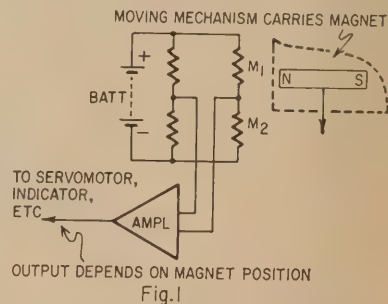 MOVING MECHANISM CARRIES MAGNET
+
M1
N S
BATT
-
M2
TO SERVOMOTOR,
INDICATOR,
ETC
AMPL
OUTPUT DEPENDS ON MAGNET POSITION
Fig.1